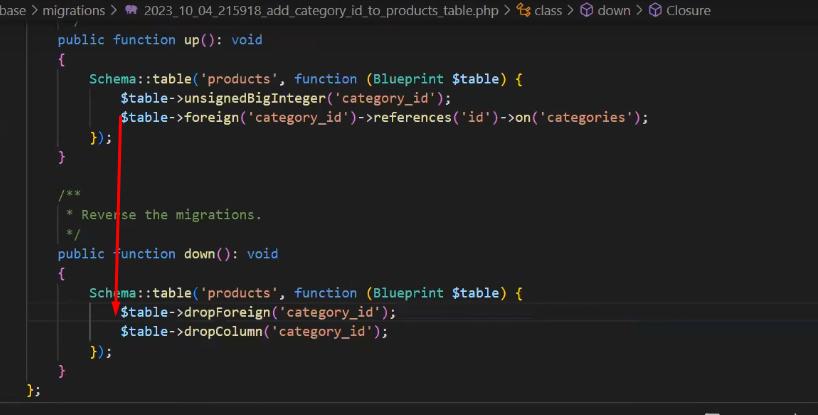 base > migrations > 2023_10_04_215918_add_category_id_to_products_table.php > class > down > Closure
*/
public function up(): void
{
Schema::table('products', function (Blueprint $table) {
$table->unsignedBigInteger('category_id');
$table->foreign('category_id')->references('id')->on('categories');
});
}
/**
* Reverse the migrations.
*/
public function down(): void
{
Schema::table('products', function (Blueprint $table) {
$table->dropForeign('category_id');
$table->dropColumn('category_id');
});
}
};